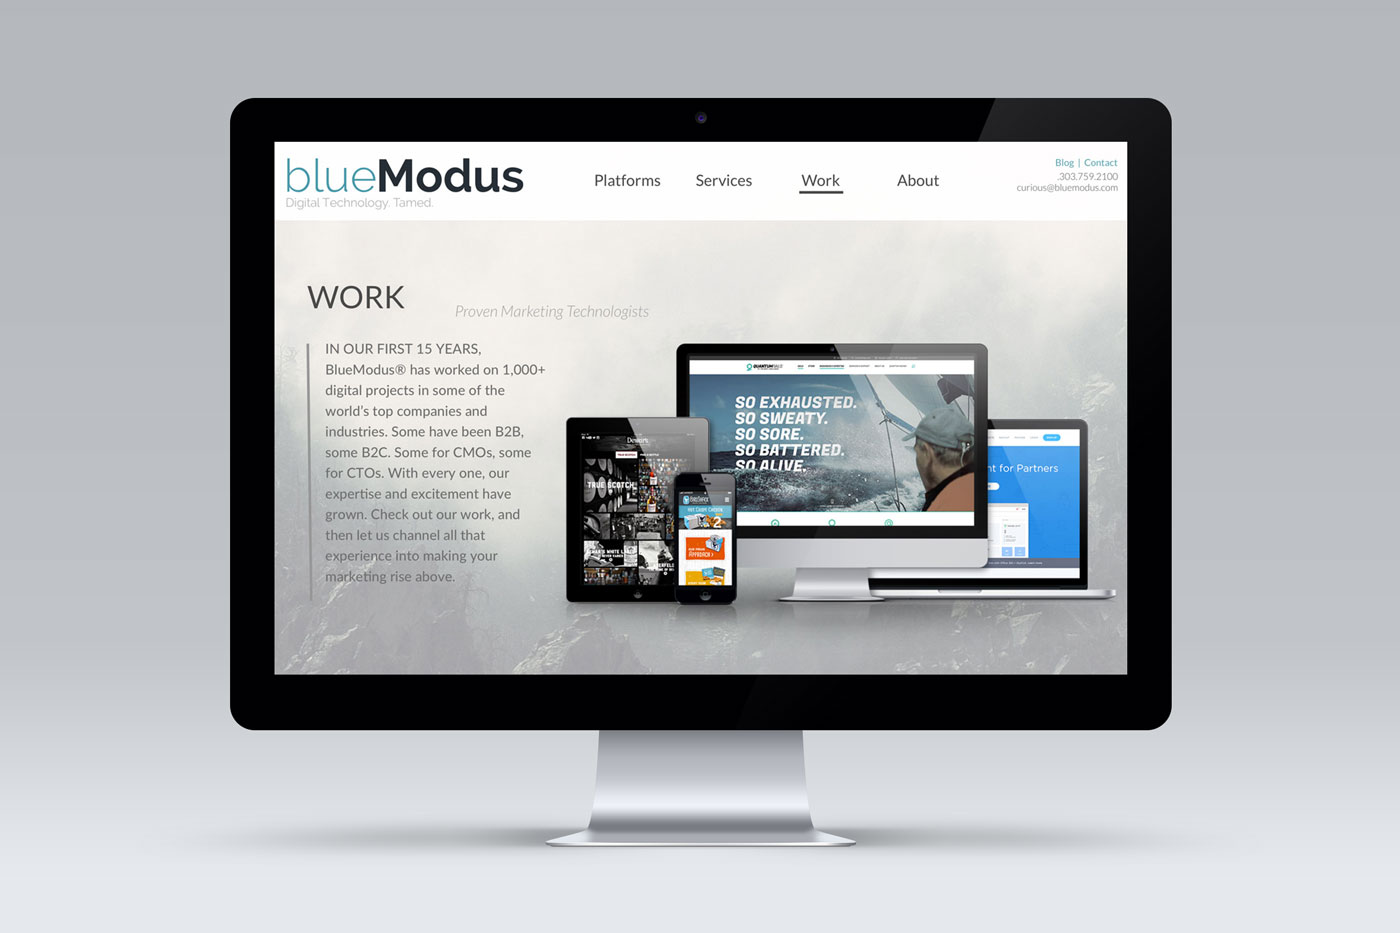 blueModus
Digital Technology. Tamed.
Platforms Services Work About
Blog | Contact
.303.759.2100
curious@bluemodus.com
WORK
Proven Marketing Technologists
IN OUR FIRST 15 YEARS,
BlueModus® has worked on 1,000+
digital projects in some of the
world's top companies and
industries. Some have been B2B,
some B2C. Some for CMOs, some
for CTOs. With every one, our
expertise and excitement have
grown. Check out our work, and
then let us channel all that
experience into making your
marketing rise above.
SO EXHAUSTED.
SO SWEATY.
SO SORE.
SO BATTERED.
SO ALIVE.
Dewar's
TRUE SCOTCH
APPROACH >
nt for Partners